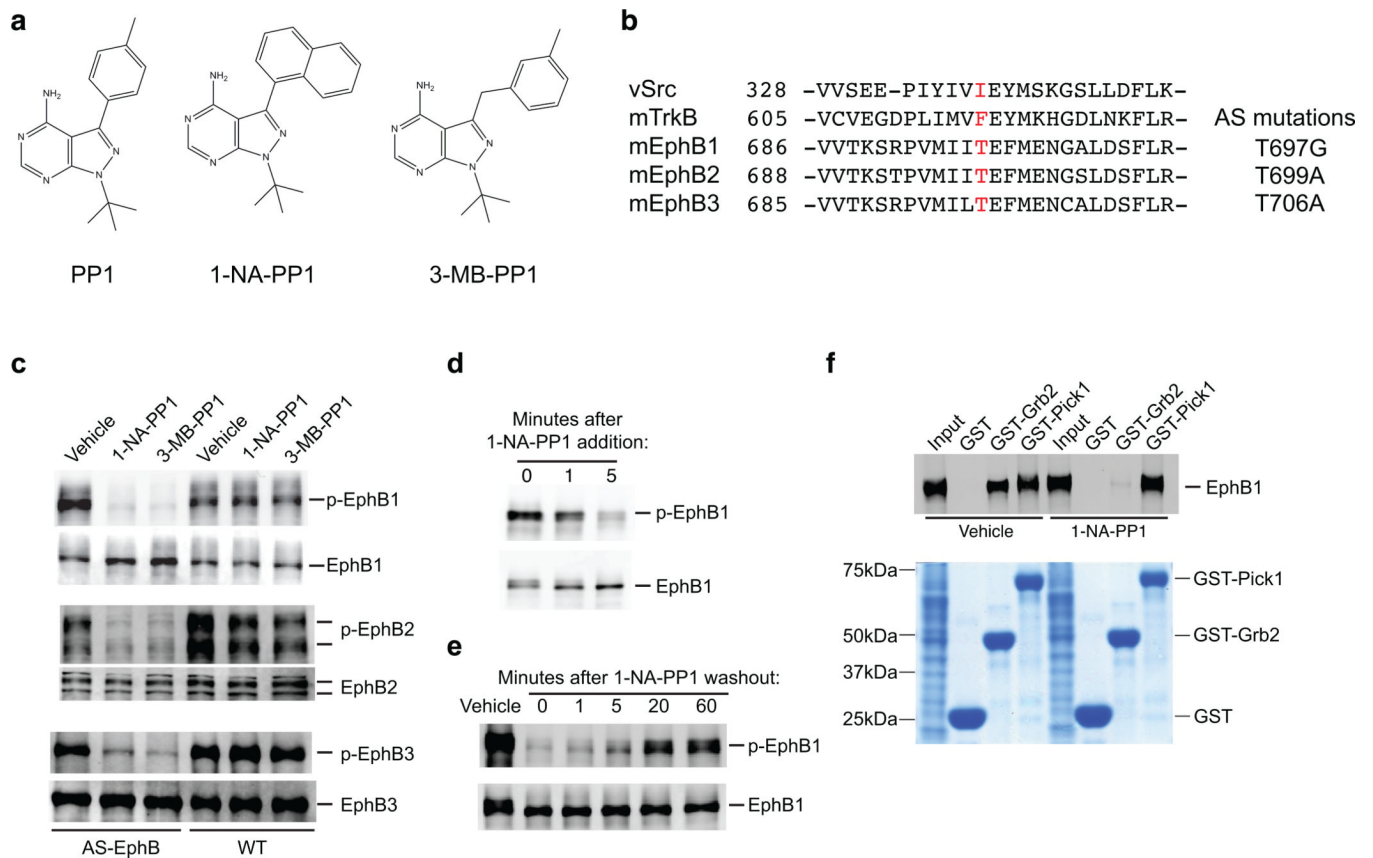 a
NH₂
N
N
N
N
PP1
NH₂
N
N
N
N
1-NA-PP1
NH₂
N
N
N
N
3-MB-PP1
b
vSrc 328 -VVSEE-PIYIVIEYMSKGSLLDFLK-
mTrkB 605 -VCVEGDPLIMVFEYMKHGDLNKFLR- AS mutations
mEphB1 686 -VVTKSRPVMIITEFMENGALDSFLR- T697G
mEphB2 688 -VVTKSTPVMIITEFMENGSLDSFLR- T699A
mEphB3 685 -VVTKSRPVMILTEFMENCALDSFLR- T706A
c
Vehicle 1-NA-PP1 3-MB-PP1 Vehicle 1-NA-PP1 3-MB-PP1
p-EphB1
EphB1
p-EphB2
EphB2
p-EphB3
EphB3
AS-EphB WT
d
Minutes after
1-NA-PP1 addition:
0 1 5
p-EphB1
EphB1
e
Minutes after 1-NA-PP1 washout:
Vehicle 0 1 5 20 60
p-EphB1
EphB1
f
Input GST GST-Grb2 GST-Pick1 Input GST GST-Grb2 GST-Pick1
EphB1
Vehicle 1-NA-PP1
75kDa
GST-Pick1
50kDa
GST-Grb2
37kDa
25kDa
GST